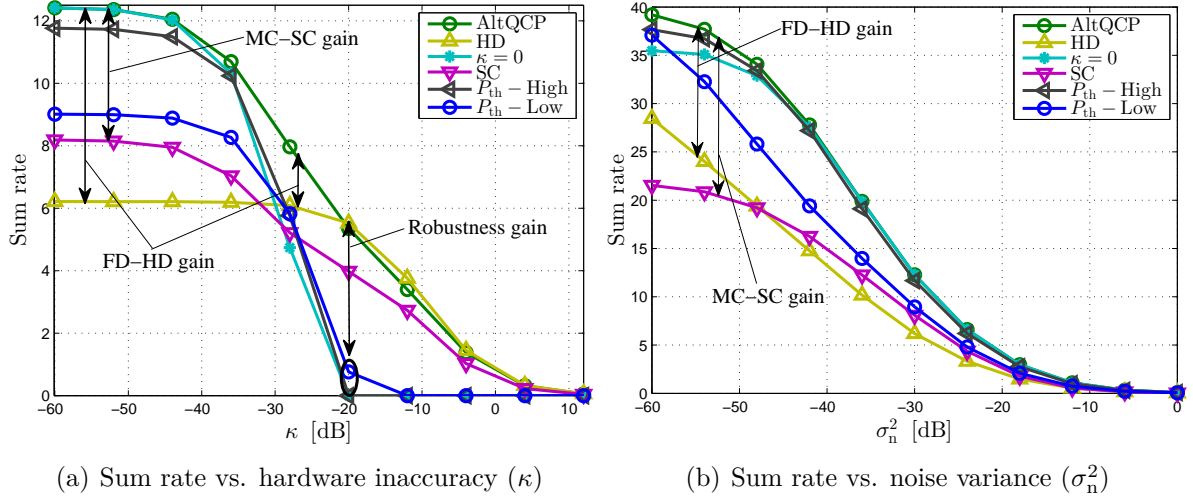 12
10
8
6
4
2
0
Sum rate
−60
−50
−40
−30
−20
−10
0
10
κ [dB]
AltQCP
HD
κ = 0
SC
P_th − High
P_th − Low
MC−SC gain
FD−HD gain
Robustness gain
(a) Sum rate vs. hardware inaccuracy (κ)
40
35
30
25
20
15
10
5
0
Sum rate
−60
−50
−40
−30
−20
−10
0
σ_n^2 [dB]
AltQCP
HD
κ = 0
SC
P_th − High
P_th − Low
FD−HD gain
MC−SC gain
(b) Sum rate vs. noise variance (σ_n^2)